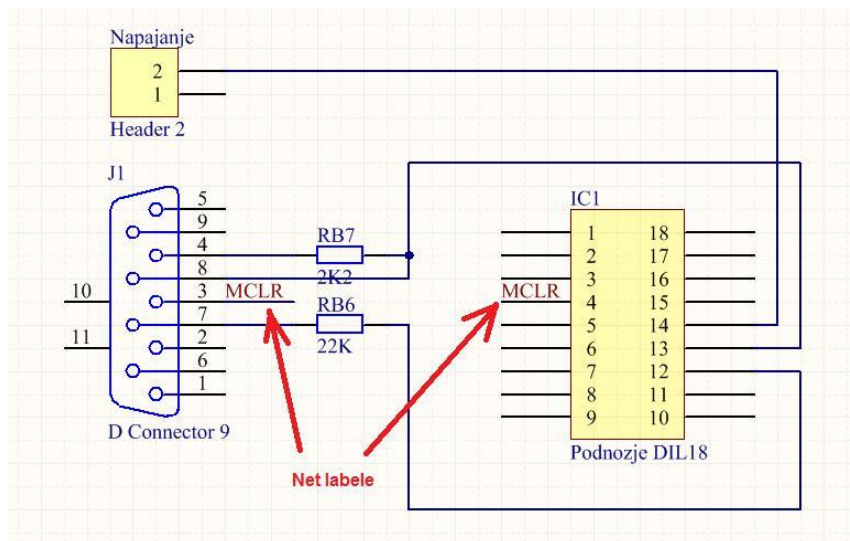 Napajanje
2
1
Header 2
J1
5
9
4
8
3
7
2
6
1
10
11
D Connector 9
RB7
2K2
MCLR
RB6
22K
Net labele
MCLR
IC1
1 18
2 17
3 16
4 15
5 14
6 13
7 12
8 11
9 10
Podnozje DIL18